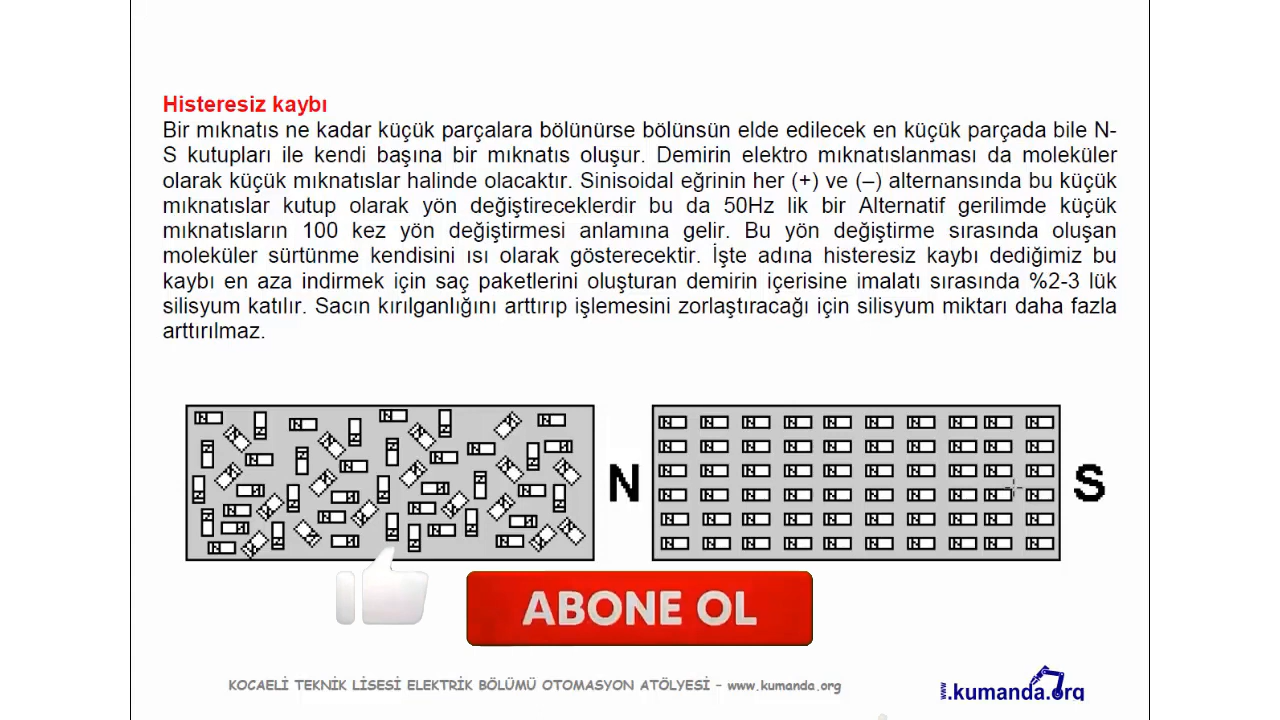 Histeresiz kaybı
Bir mıknatıs ne kadar küçük parçalara bölünürse bölünsün elde edilecek en küçük parçada bile N-
S kutupları ile kendi başına bir mıknatıs oluşur. Demirin elektro mıknatıslanması da moleküler
olarak küçük mıknatıslar halinde olacaktır. Sinisoidal eğrinin her (+) ve (–) alternansında bu küçük
mıknatıslar kutup olarak yön değiştireceklerdir bu da 50Hz lik bir Alternatif gerilimde küçük
mıknatısların 100 kez yön değiştirmesi anlamına gelir. Bu yön değiştirme sırasında oluşan
moleküler sürtünme kendisini ısı olarak gösterecektir. İşte adına histeresiz kaybı dediğimiz bu
kaybı en aza indirmek için saç paketlerini oluşturan demirin içerisine imalatı sırasında %2-3 lük
silisyum katılır. Sacın kırılganlığını arttırıp işlemesini zorlaştıracağı için silisyum miktarı daha fazla
arttırılmaz.
N S
ABONE OL
KOCAELİ TEKNİK LİSESİ ELEKTRİK BÖLÜMÜ OTOMASYON ATÖLYESİ – www.kumanda.org
www.kumanda.org